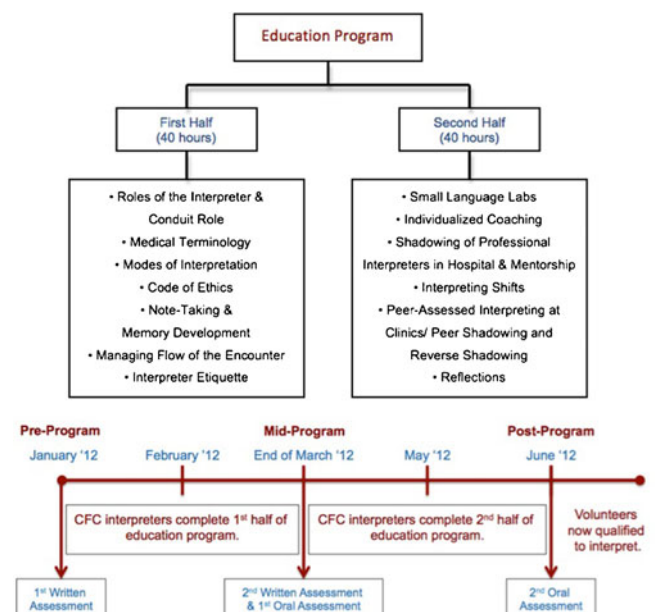 Education Program
First Half
(40 hours)
Second Half
(40 hours)
• Roles of the Interpreter &
Conduit Role
• Medical Terminology
• Modes of Interpretation
• Code of Ethics
• Note-Taking &
Memory Development
• Managing Flow of the Encounter
• Interpreter Etiquette
• Small Language Labs
• Individualized Coaching
• Shadowing of Professional
Interpreters in Hospital & Mentorship
• Interpreting Shifts
• Peer-Assessed Interpreting at
Clinics/ Peer Shadowing and
Reverse Shadowing
• Reflections
Pre-Program
Mid-Program
Post-Program
January '12
February '12
End of March '12
May '12
June '12
CFC interpreters complete 1st half of
education program.
CFC interpreters complete 2nd half of
education program.
Volunteers
now qualified
to interpret.
1st Written
Assessment
2nd Written Assessment
& 1st Oral Assessment
2nd Oral
Assessment